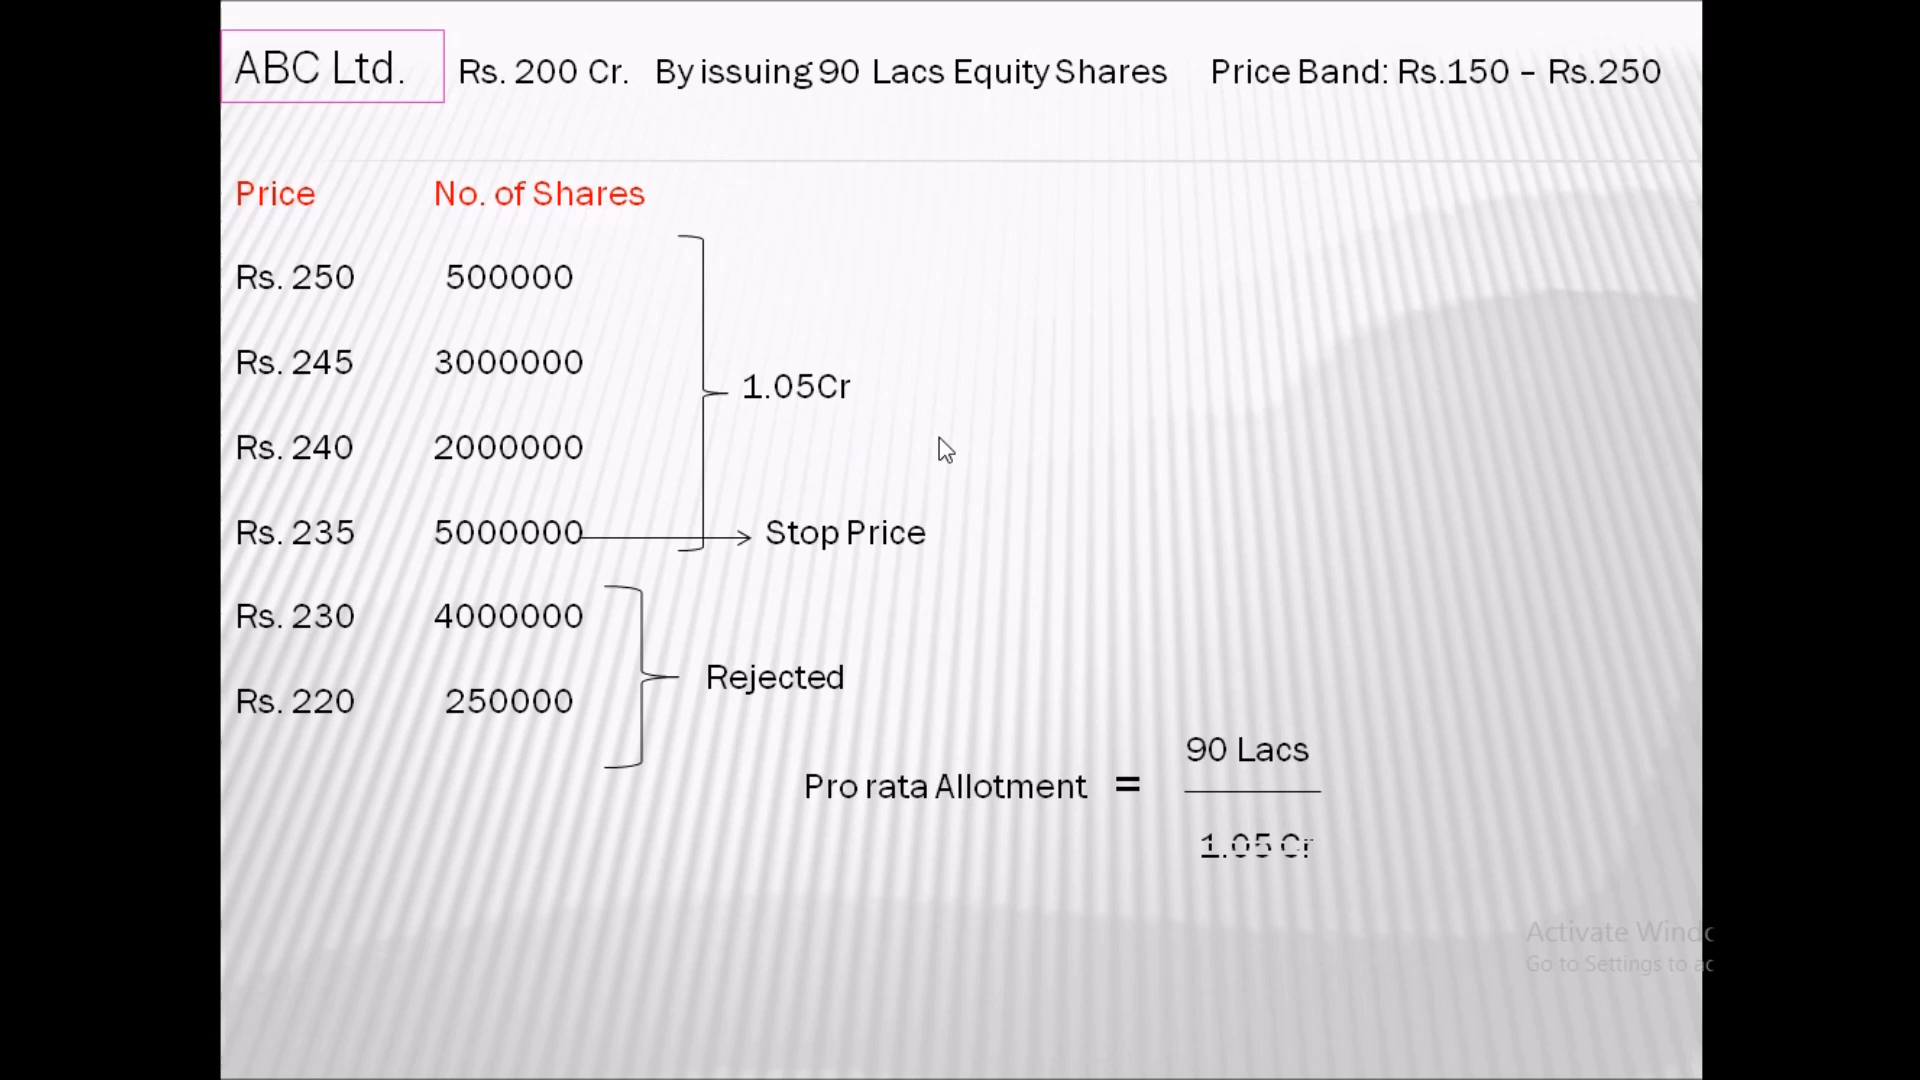 ABC Ltd. Rs. 200 Cr. By issuing 90 Lacs Equity Shares Price Band: Rs.150 – Rs.250
Price No. of Shares
Rs. 250 500000
Rs. 245 3000000
1.05Cr
Rs. 240 2000000
Rs. 235 5000000 Stop Price
Rs. 230 4000000
Rejected
Rs. 220 250000
90 Lacs
Pro rata Allotment =
1.05 Cr
Activate Windo
Go to Settings to ac